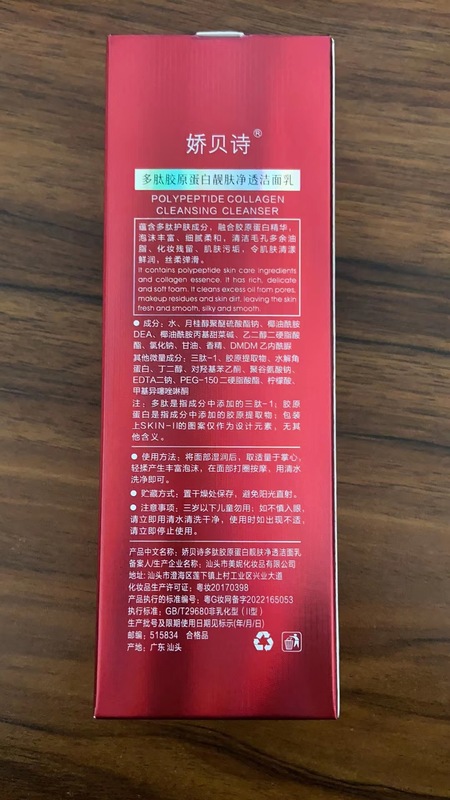 娇贝诗®
多肽胶原蛋白靓肤净透洁面乳
POLYPEPTIDE COLLAGEN
CLEANSING CLEANSER
蕴含多肽护肤成分，融合胶原蛋白精华，
泡沫丰富、细腻柔和，清洁毛孔多余油
脂、化妆残留、肌肤污垢，令肌肤清漾
鲜润，丝柔弹滑。
It contains polypeptide skin care ingredients
and collagen essence. It has rich, delicate
and soft foam. It cleans excess oil from pores,
makeup residues and skin dirt, leaving the skin
fresh and smooth, silky and smooth.
● 成分：水、月桂醇聚醚硫酸酯钠、椰油酰胺
DEA、椰油酰胺丙基甜菜碱、乙二醇二硬脂酸
酯、氯化钠、甘油、香精、DMDM 乙内酰脲
其他微量成分：三肽-1、胶原提取物、水解角
蛋白、丁二醇、对羟基苯乙酮、聚谷氨酸钠、
EDTA二钠、PEG-150 二硬脂酸酯、柠檬酸、
甲基异噻唑啉酮
注：多肽是指成分中添加的三肽-1；胶原
蛋白是指成分中添加的胶原提取物；包装
上SKIN-II的图案仅作为设计元素，无其
他含义。
● 使用方法：将面部湿润后，取适量于掌心，
轻揉产生丰富泡沫，在面部打圈按摩，用清水
洗净即可。
● 贮藏方式：置干燥处保存，避免阳光直射。
● 注意事项：三岁以下儿童勿用；如不慎入眼，
请立即用清水清洗干净，使用时如出现不适，
请立即停止使用。
产品中文名称：娇贝诗多肽胶原蛋白靓肤净透洁面乳
备案人/生产企业名称：汕头市美妮化妆品有限公司
地址：汕头市澄海区莲下镇上村工业区兴业大道
化妆品生产许可证：粤妆20170398
产品执行的标准编号：粤G妆网备字2022165053
执行标准：GB/T29680非乳化型（II型）
生产批号及限期使用日期见标示(年/月/日)
邮编：515834 合格品
产地：广东 汕头